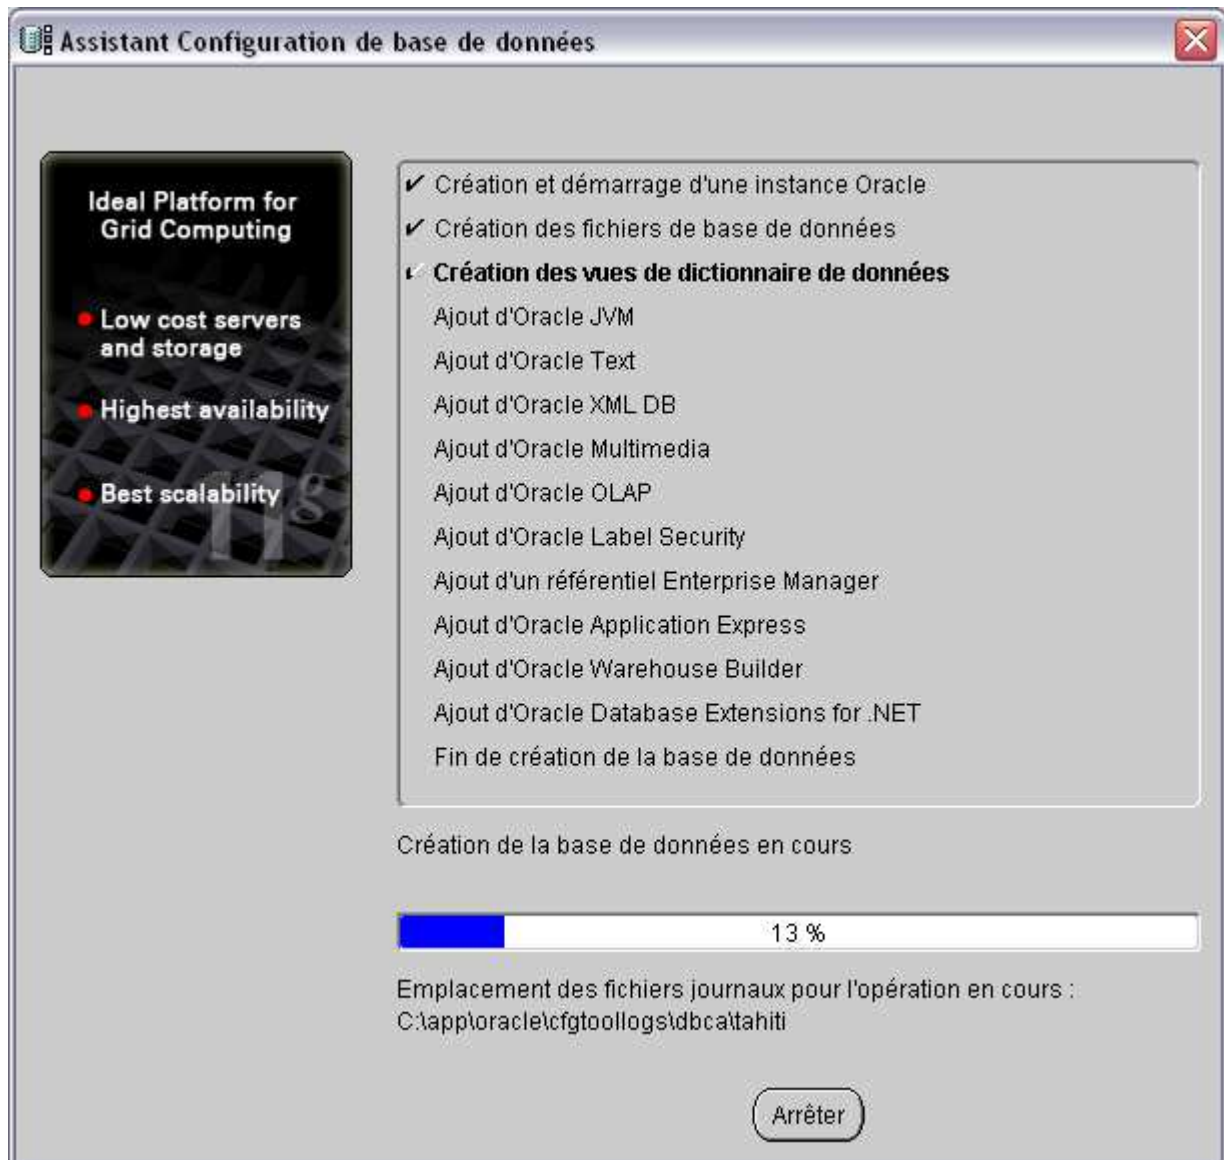 Assistant Configuration de base de données
Ideal Platform for
Grid Computing
Low cost servers
and storage
Highest availability
Best scalability
11g
Création et démarrage d'une instance Oracle
Création des fichiers de base de données
Création des vues de dictionnaire de données
Ajout d'Oracle JVM
Ajout d'Oracle Text
Ajout d'Oracle XML DB
Ajout d'Oracle Multimedia
Ajout d'Oracle OLAP
Ajout d'Oracle Label Security
Ajout d'un référentiel Enterprise Manager
Ajout d'Oracle Application Express
Ajout d'Oracle Warehouse Builder
Ajout d'Oracle Database Extensions for .NET
Fin de création de la base de données
Création de la base de données en cours
13 %
Emplacement des fichiers journaux pour l'opération en cours :
C:\app\oracle\cfgtoollogs\dbca\tahiti
Arrêter